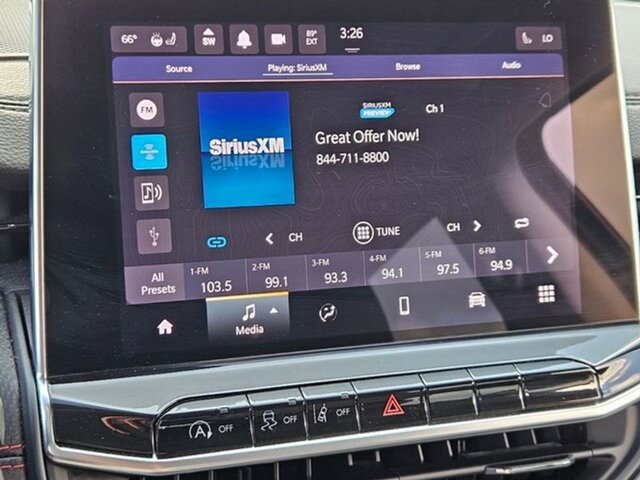 66°
SW
89°
EXT
3:26
LO
Source
Playing: SiriusXM
Browse
Audio
FM
SiriusXM
SIRIUSXM
PREVIEW
Ch 1
Great Offer Now!
844-711-8800
CH
TUNE
CH
All
Presets
1-FM
103.5
2-FM
99.1
3-FM
93.3
4-FM
94.1
5-FM
97.5
6-FM
94.9
Media
A OFF
OFF
OFF